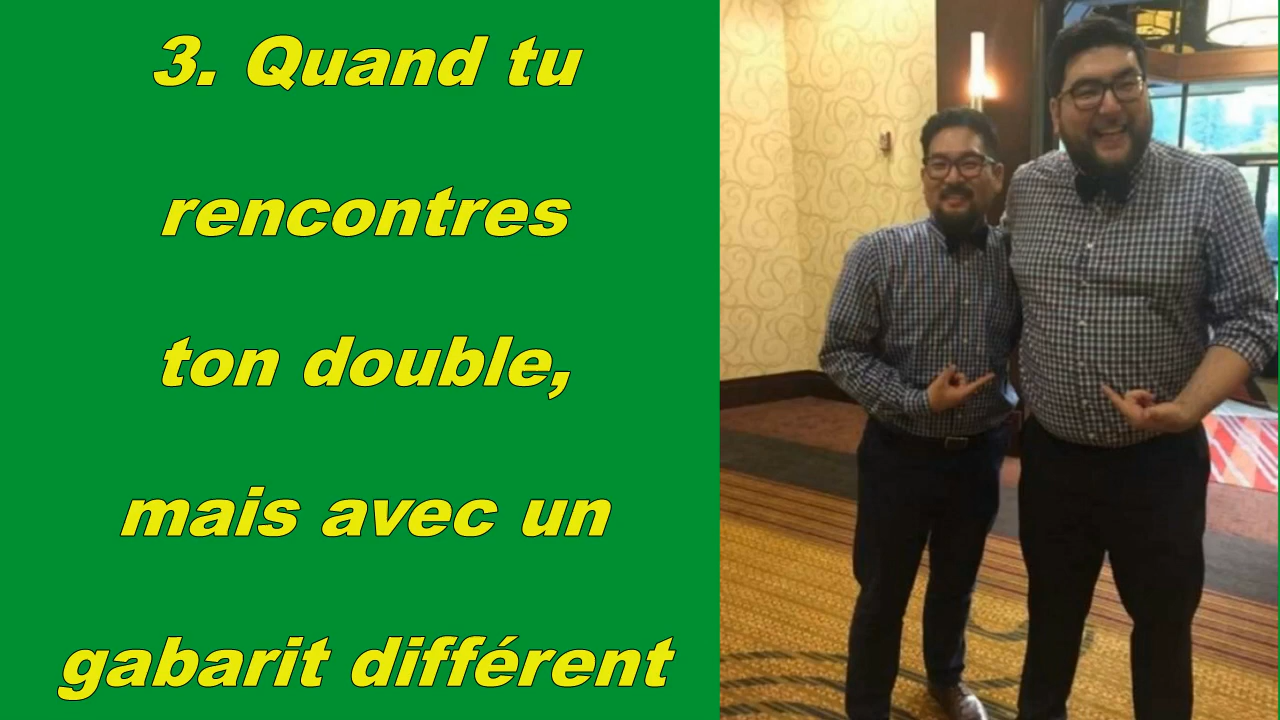 3. Quand tu
rencontres
ton double,
mais avec un
gabarit différent